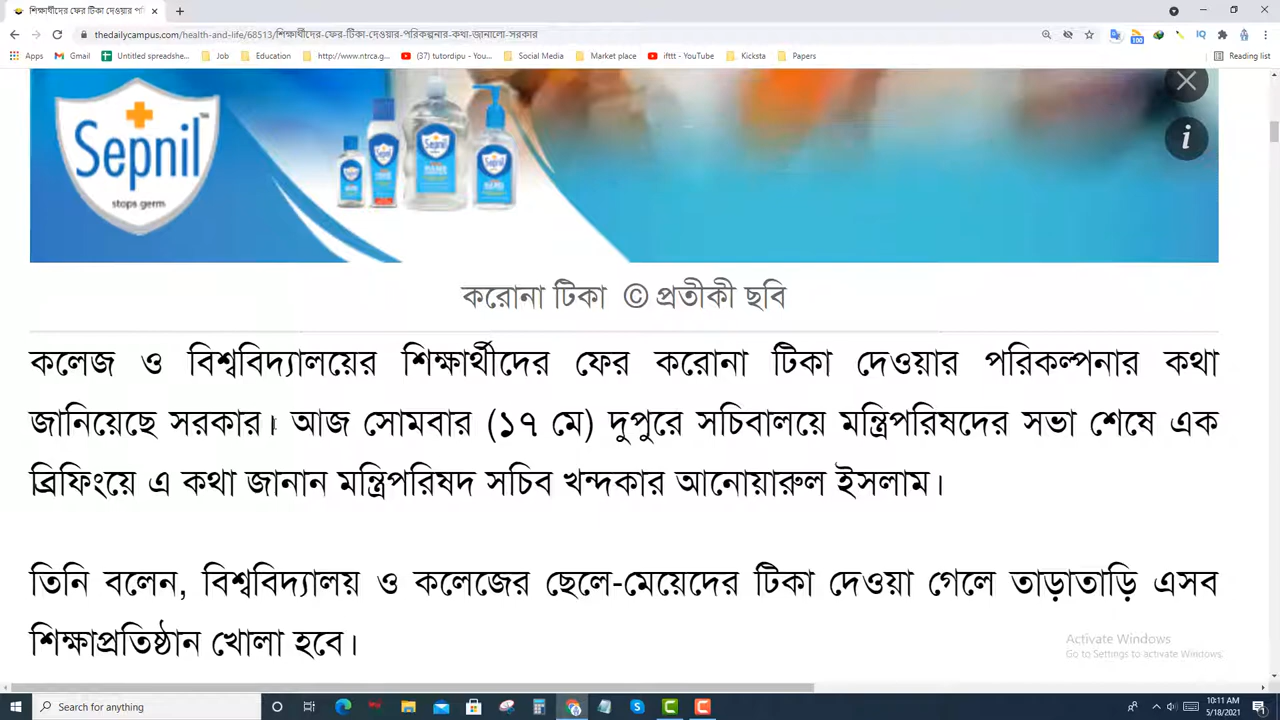 শিক্ষার্থীদের ফের টিকা দেওয়ার পরি
thedailycampus.com/health-and-life/68513/শিক্ষার্থীদের-ফের-টিকা-দেওয়ার-পরিকল্পনার-কথা-জানালো-সরকার
Apps Gmail Untitled spreadshe... Job Education http://www.ntrca.g... (37) tutordipu - You... Social Media Market place ifttt - YouTube Kicksta Papers Reading list
Sepnil
stops germ
করোনা টিকা © প্রতীকী ছবি
কলেজ ও বিশ্ববিদ্যালয়ের শিক্ষার্থীদের ফের করোনা টিকা দেওয়ার পরিকল্পনার কথা
জানিয়েছে সরকার। আজ সোমবার (১৭ মে) দুপুরে সচিবালয়ে মন্ত্রিপরিষদের সভা শেষে এক
ব্রিফিংয়ে এ কথা জানান মন্ত্রিপরিষদ সচিব খন্দকার আনোয়ারুল ইসলাম।
তিনি বলেন, বিশ্ববিদ্যালয় ও কলেজের ছেলে-মেয়েদের টিকা দেওয়া গেলে তাড়াতাড়ি এসব
শিক্ষাপ্রতিষ্ঠান খোলা হবে।
Activate Windows
Go to Settings to activate Windows.
Search for anything
10:11 AM
5/18/2021